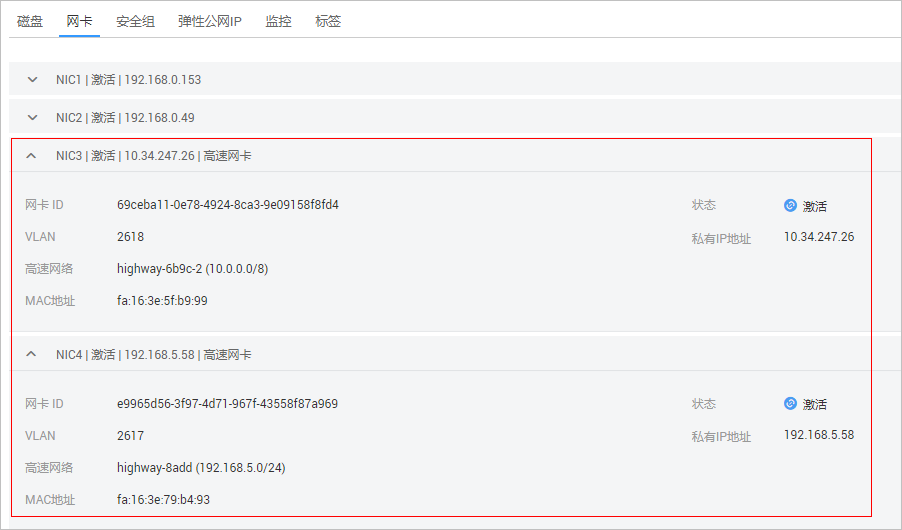 磁盘 网卡 安全组 弹性公网IP 监控 标签
NIC1 | 激活 | 192.168.0.153
NIC2 | 激活 | 192.168.0.49
NIC3 | 激活 | 10.34.247.26 | 高速网卡
网卡 ID 69ceba11-0e78-4924-8ca3-9e09158f8fd4 状态 激活
VLAN 2618 私有IP地址 10.34.247.26
高速网络 highway-6b9c-2 (10.0.0.0/8)
MAC地址 fa:16:3e:5f:b9:99
NIC4 | 激活 | 192.168.5.58 | 高速网卡
网卡 ID e9965d56-3f97-4d71-967f-43558f87a969 状态 激活
VLAN 2617 私有IP地址 192.168.5.58
高速网络 highway-8add (192.168.5.0/24)
MAC地址 fa:16:3e:79:b4:93